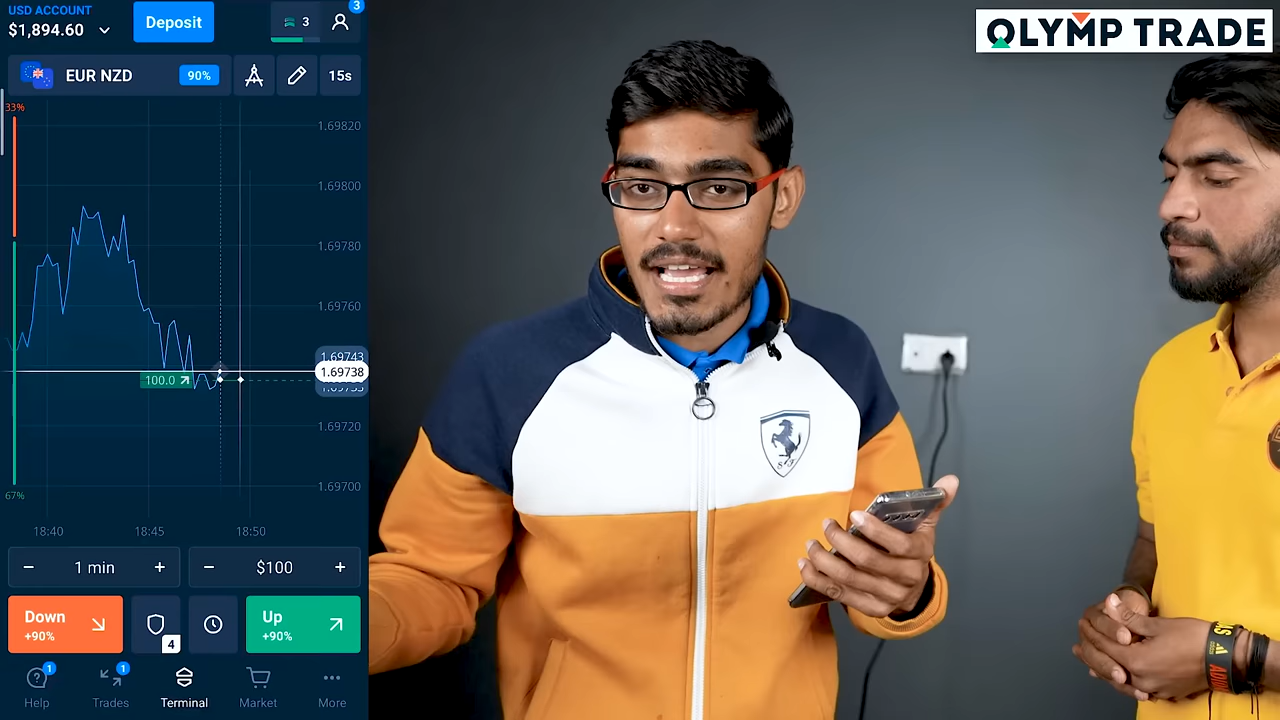 USD ACCOUNT
$1,894.60
Deposit
3
3
EUR NZD
90%
15s
33%
1.69820
1.69800
1.69780
1.69760
1.69743
1.69738
100.0
1.69720
1.69700
67%
18:40
18:45
18:50
− 1 min +
− $100 +
Down
+90%
4
Up
+90%
1
1
Help
Trades
Terminal
Market
More
OLYMP TRADE
S F